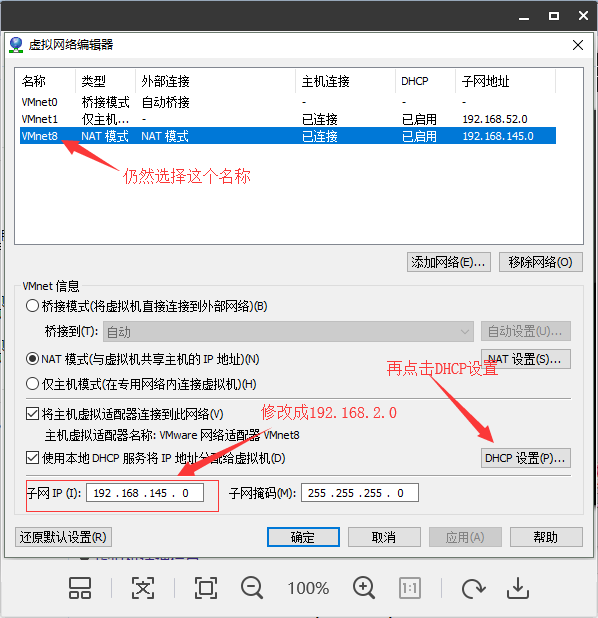 虚拟网络编辑器
名称 类型 外部连接 主机连接 DHCP 子网地址
VMnet0 桥接模式 自动桥接 - - -
VMnet1 仅主机... - 已连接 已启用 192.168.52.0
VMnet8 NAT 模式 NAT 模式 已连接 已启用 192.168.145.0
仍然选择这个名称
添加网络(E)... 移除网络(O)
VMnet 信息
桥接模式(将虚拟机直接连接到外部网络)(B)
桥接到(T): 自动 自动设置(U)...
NAT 模式(与虚拟机共享主机的 IP 地址)(N) NAT 设置(S)...
再点击DHCP设置
仅主机模式(在专用网络内连接虚拟机)(H)
将主机虚拟适配器连接到此网络(V)
修改成192.168.2.0
主机虚拟适配器名称: VMware 网络适配器 VMnet8
使用本地 DHCP 服务将 IP 地址分配给虚拟机(D) DHCP 设置(P)...
子网 IP (I): 192 .168 .145 . 0 子网掩码(M): 255 .255 .255 . 0
还原默认设置(R) 确定 取消 应用(A) 帮助
100% 1:1